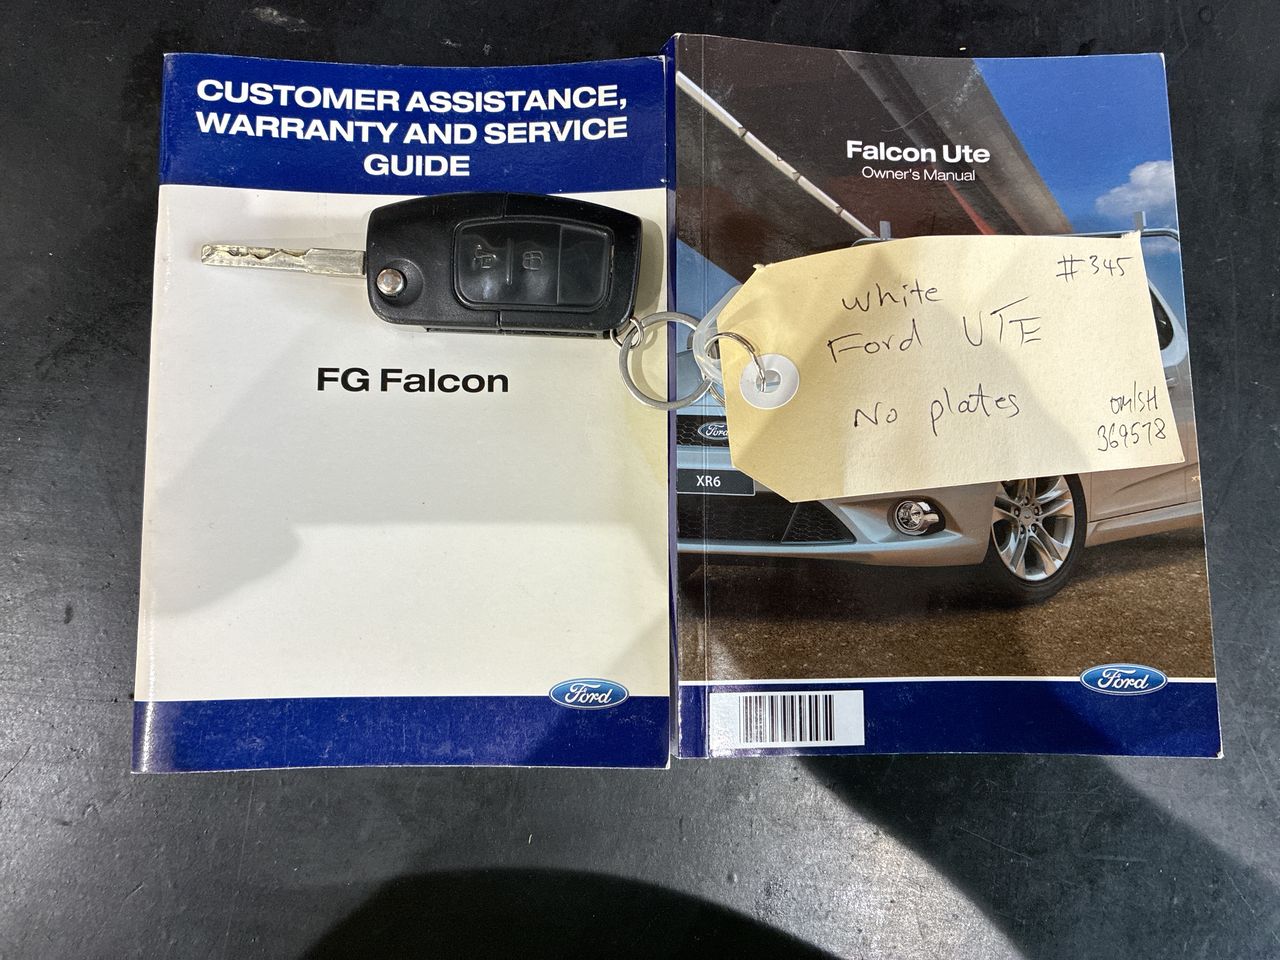 CUSTOMER ASSISTANCE,
WARRANTY AND SERVICE
GUIDE
FG Falcon
Ford
Falcon Ute
Owner's Manual
#345
White
Ford UTE
No plates
OM/SH
369578
Ford
XR6
Ford